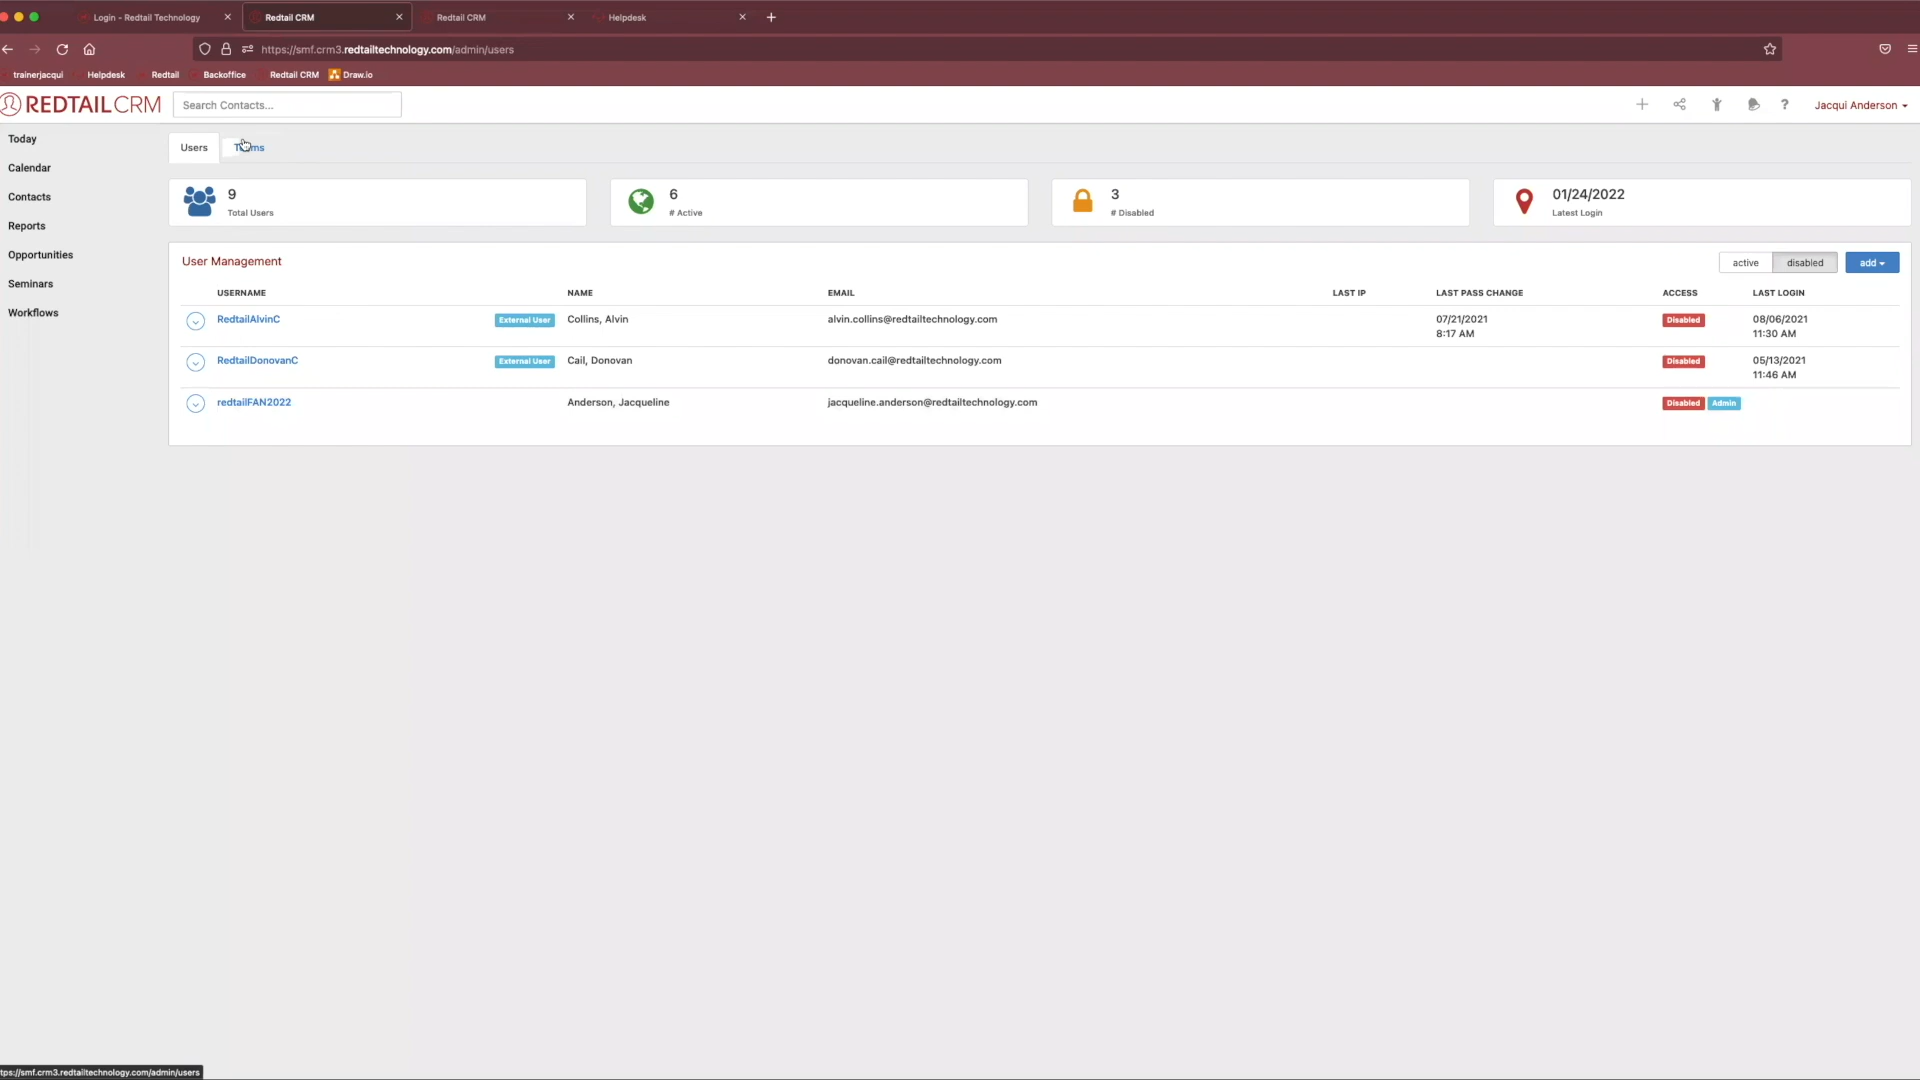 Login - Redtail Technology
Redtail CRM
Redtail CRM
Helpdesk
https://smf.crm3.redtailtechnology.com/admin/users
trainerjacqui
Helpdesk
Redtail
Backoffice
Redtail CRM
Draw.io
REDTAILCRM
Search Contacts...
?
Jacqui Anderson
Today
Calendar
Contacts
Reports
Opportunities
Seminars
Workflows
Users
9
Total Users
6
# Active
3
# Disabled
01/24/2022
Latest Login
User Management
active
disabled
add
USERNAME
NAME
EMAIL
LAST IP
LAST PASS CHANGE
ACCESS
LAST LOGIN
RedtailAlvinC
External User
Collins, Alvin
alvin.collins@redtailtechnology.com
07/21/2021
8:17 AM
Disabled
08/06/2021
11:30 AM
RedtailDonovanC
External User
Cail, Donovan
donovan.cail@redtailtechnology.com
Disabled
05/13/2021
11:46 AM
redtailFAN2022
Anderson, Jacqueline
jacqueline.anderson@redtailtechnology.com
Disabled
Admin
tps://smf.crm3.redtailtechnology.com/admin/users